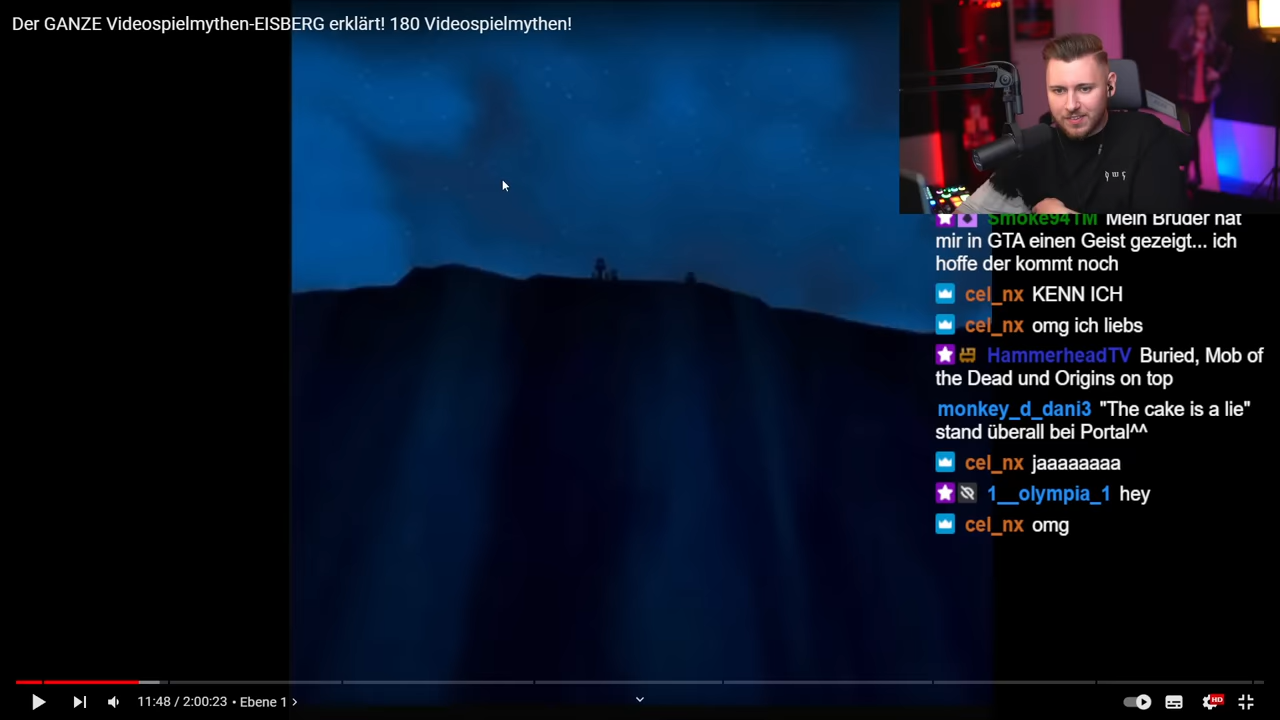 Der GANZE Videospielmythen-EISBERG erklärt! 180 Videospielmythen!
Smoke94TM Mein Bruder hat
mir in GTA einen Geist gezeigt... ich
hoffe der kommt noch
cel_nx KENN ICH
cel_nx omg ich liebs
HammerheadTV Buried, Mob of
the Dead und Origins on top
monkey_d_dani3 "The cake is a lie"
stand überall bei Portal^^
cel_nx jaaaaaaaa
1__olympia_1 hey
cel_nx omg
11:48 / 2:00:23 • Ebene 1 ›
HD